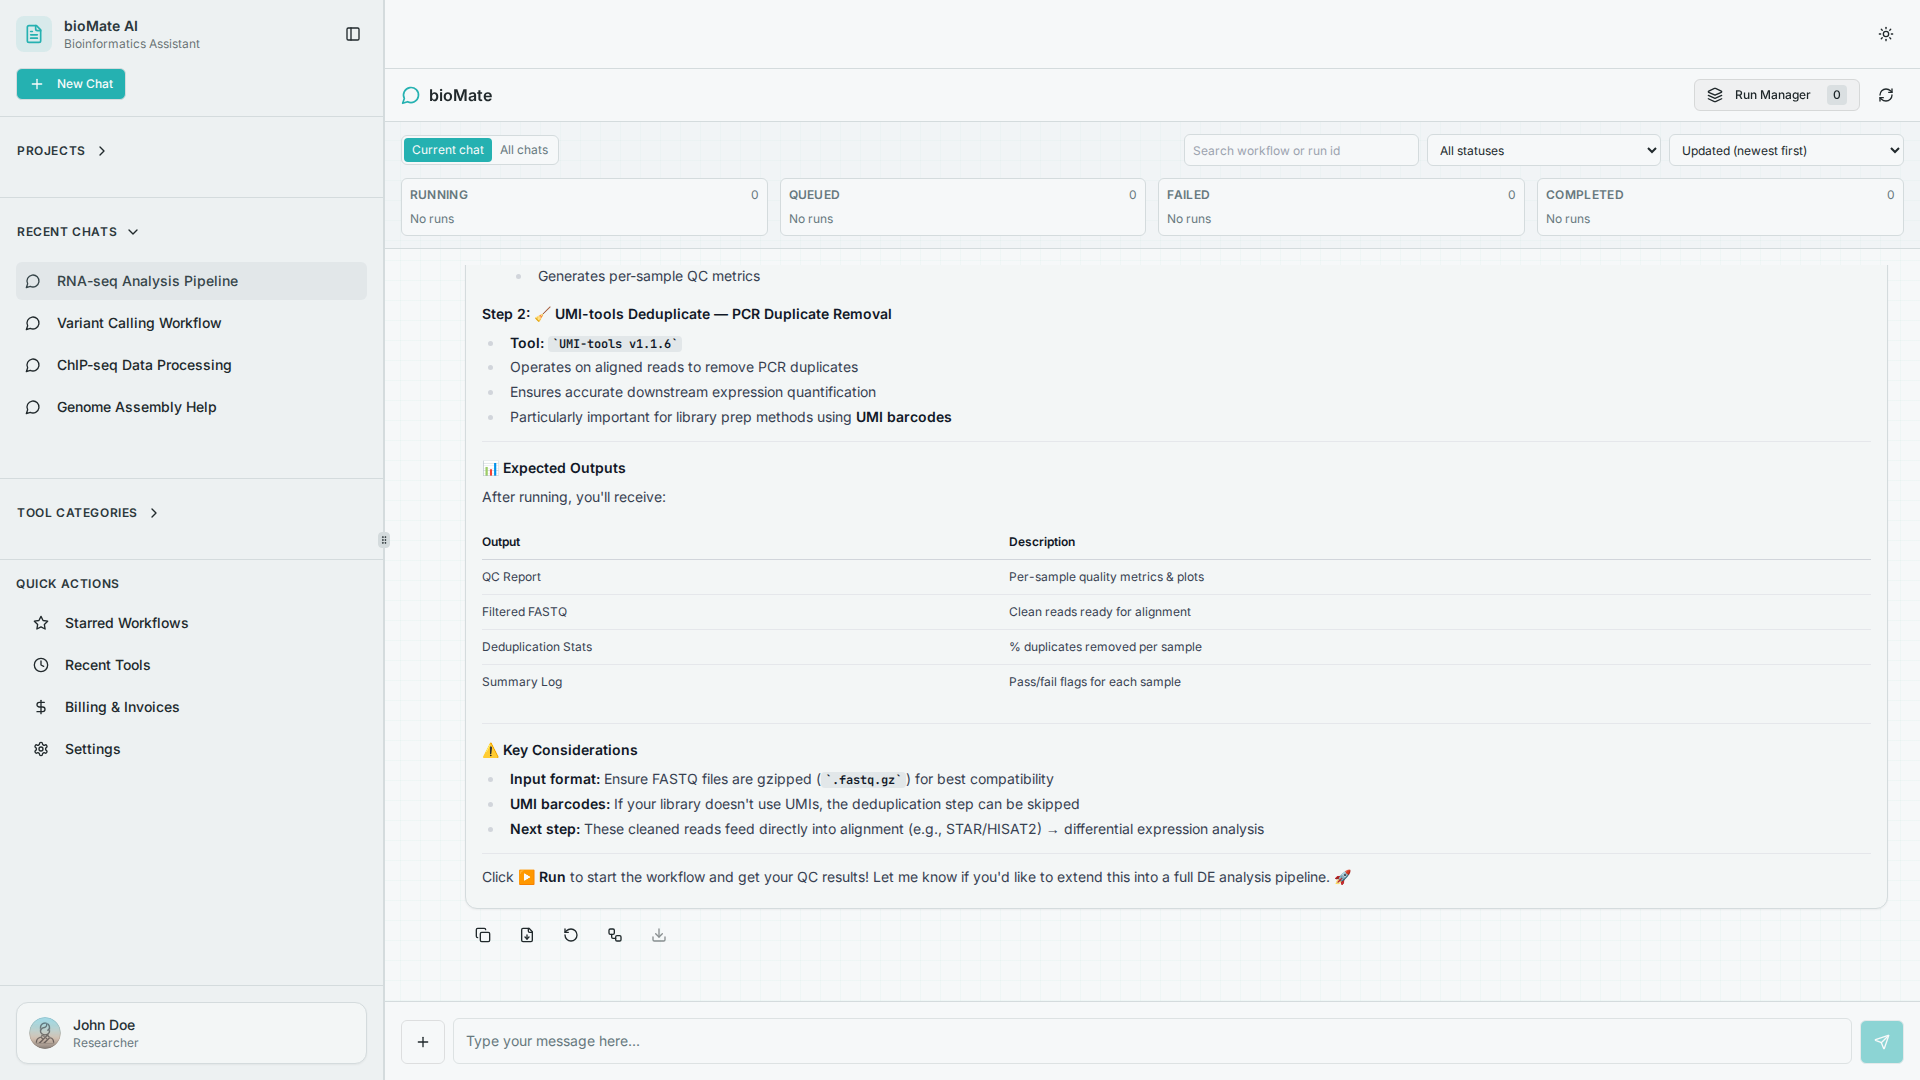 bioMate AI
Bioinformatics Assistant
New Chat
PROJECTS
RECENT CHATS
RNA-seq Analysis Pipeline
Variant Calling Workflow
ChIP-seq Data Processing
Genome Assembly Help
TOOL CATEGORIES
QUICK ACTIONS
Starred Workflows
Recent Tools
Billing & Invoices
Settings
John Doe
Researcher
bioMate
Run Manager 0
Current chat All chats
Search workflow or run id
All statuses
Updated (newest first)
RUNNING 0
No runs
QUEUED 0
No runs
FAILED 0
No runs
COMPLETED 0
No runs
Generates per-sample QC metrics
Step 2: 🧹 UMI-tools Deduplicate — PCR Duplicate Removal
Tool: `UMI-tools v1.1.6`
Operates on aligned reads to remove PCR duplicates
Ensures accurate downstream expression quantification
Particularly important for library prep methods using UMI barcodes
📊 Expected Outputs
After running, you'll receive:
Output Description
QC Report Per-sample quality metrics & plots
Filtered FASTQ Clean reads ready for alignment
Deduplication Stats % duplicates removed per sample
Summary Log Pass/fail flags for each sample
⚠️ Key Considerations
Input format: Ensure FASTQ files are gzipped (`.fastq.gz`) for best compatibility
UMI barcodes: If your library doesn't use UMIs, the deduplication step can be skipped
Next step: These cleaned reads feed directly into alignment (e.g., STAR/HISAT2) → differential expression analysis
Click ▶️ Run to start the workflow and get your QC results! Let me know if you'd like to extend this into a full DE analysis pipeline. 🚀
Type your message here...